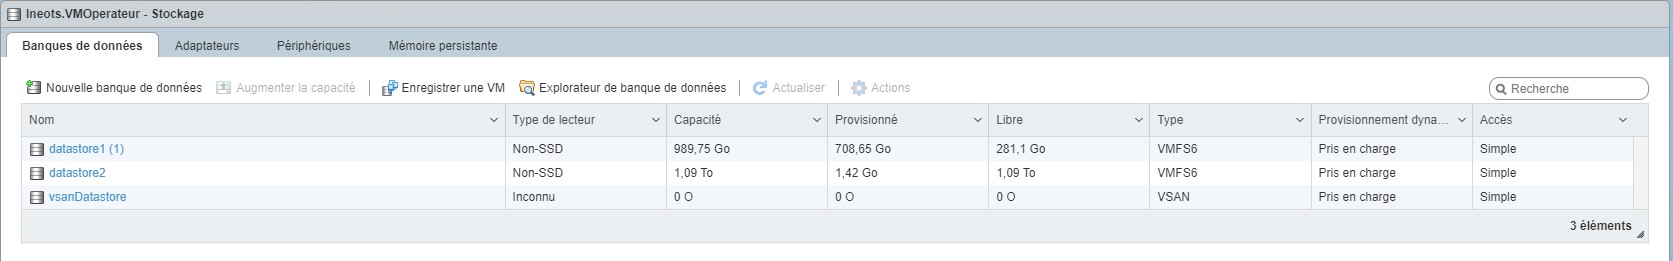 Ineots.VMOperateur - Stockage
Banques de données Adaptateurs Périphériques Mémoire persistante
Nouvelle banque de données Augmenter la capacité Enregistrer une VM Explorateur de banque de données Actualiser Actions Recherche
Nom Type de lecteur Capacité Provisionné Libre Type Provisionnement dyna... Accès
datastore1 (1) Non-SSD 989,75 Go 708,65 Go 281,1 Go VMFS6 Pris en charge Simple
datastore2 Non-SSD 1,09 To 1,42 Go 1,09 To VMFS6 Pris en charge Simple
vsanDatastore Inconnu 0 O 0 O 0 O VSAN Pris en charge Simple
3 éléments